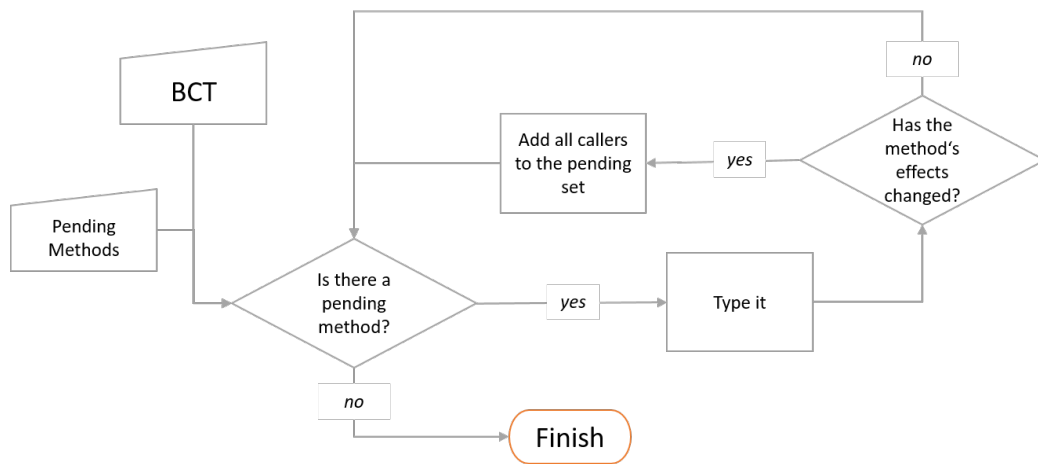 BCT
Pending
Methods
Is there a
pending
method?
yes
Type it
Has the
method‘s
effects
changed?
yes
Add all callers
to the pending
set
no
no
Finish